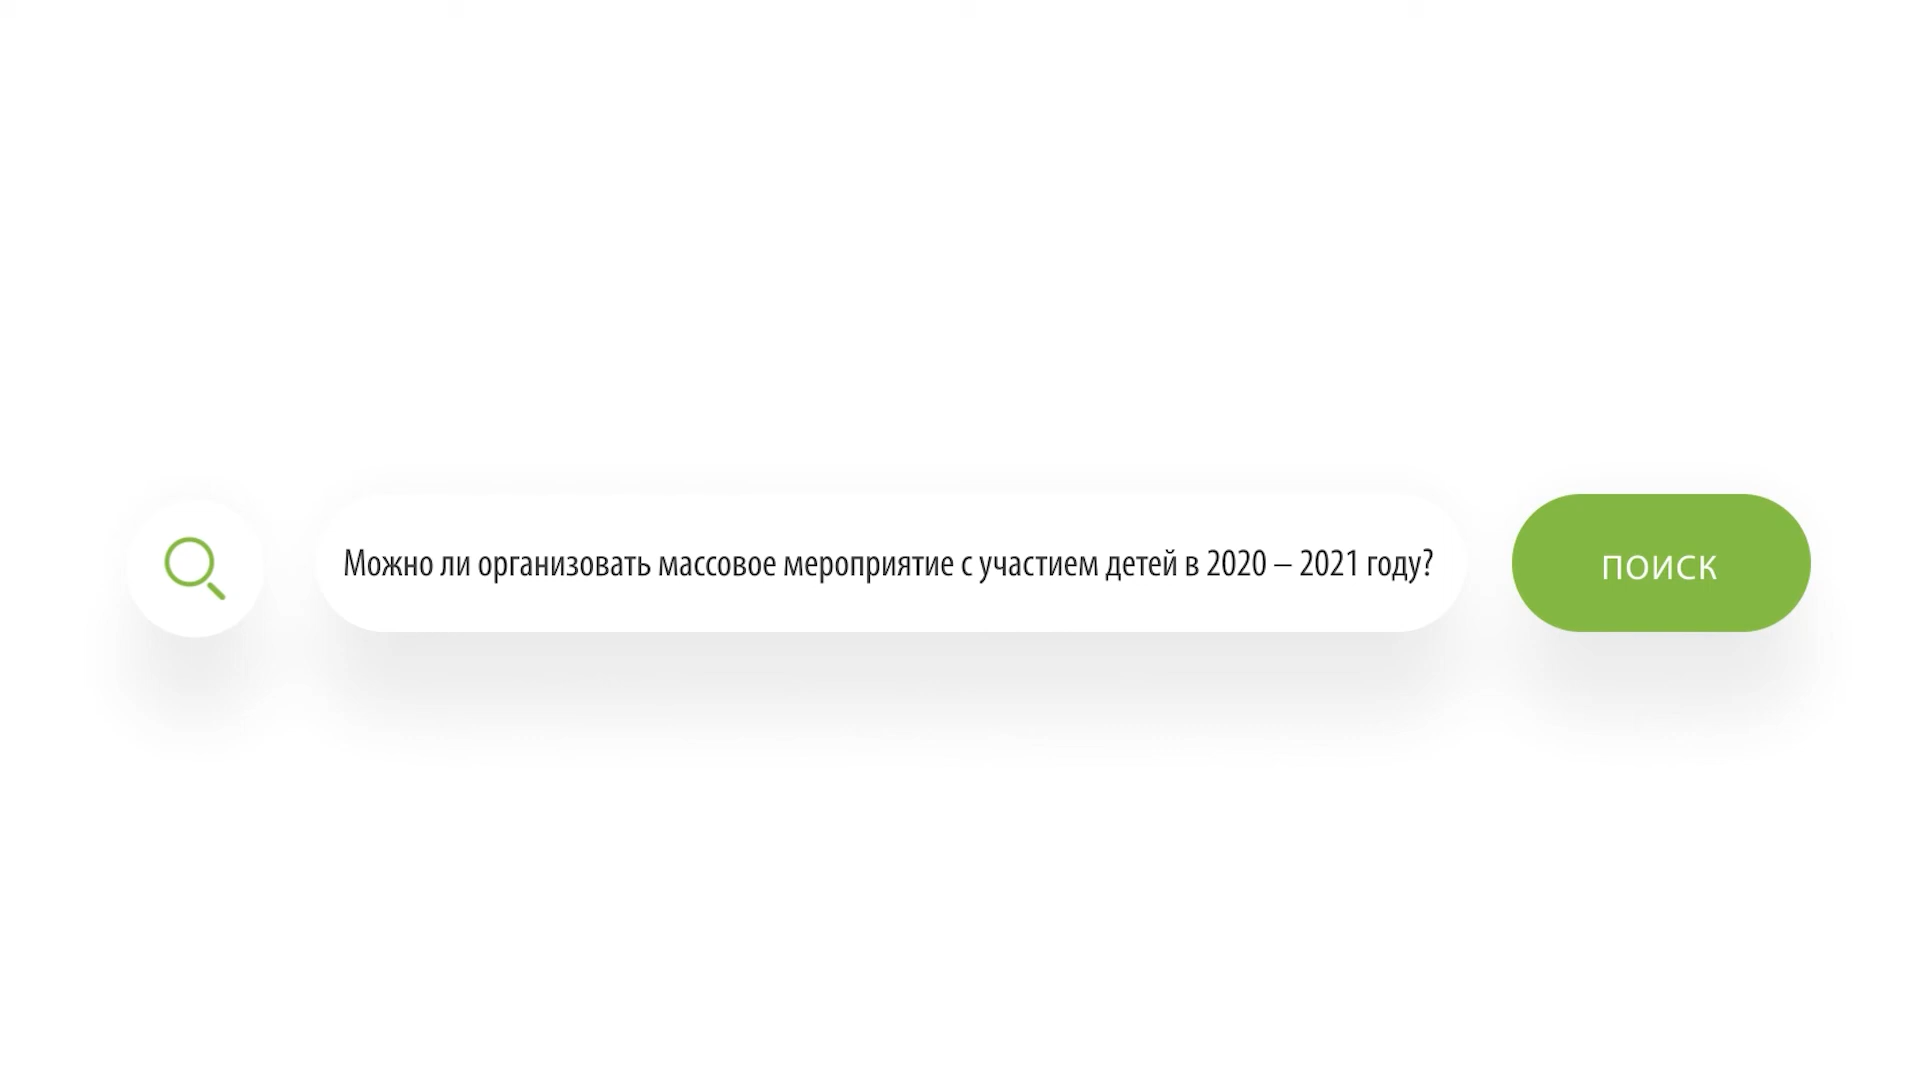 Можно ли организовать массовое мероприятие с участием детей в 2020 – 2021 году?
ПОИСК